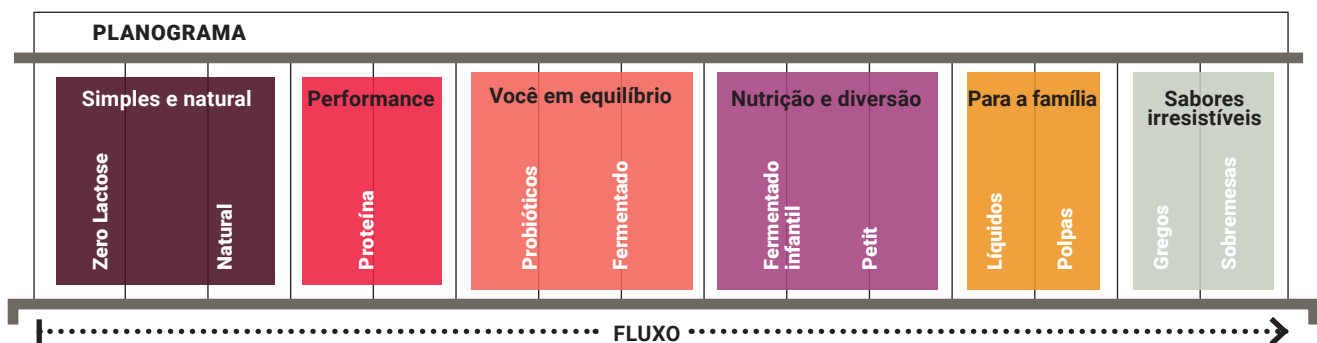 PLANOGRAMA
Simples e natural
Zero Lactose
Natural
Performance
Proteína
Você em equilíbrio
Probióticos
Fermentado
Nutrição e diversão
Fermentado
infantil
Petit
Para a família
Líquidos
Polpas
Sabores
irresistíveis
Gregos
Sobremesas
FLUXO